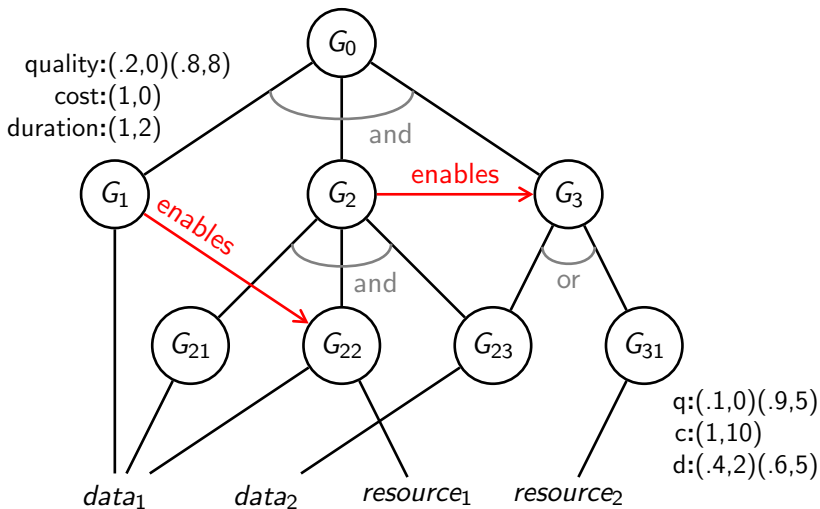 G₀
quality:(.2,0)(.8,8)
cost:(1,0)
duration:(1,2)
and
G₁
enables
G₂
enables
G₃
and
or
G₂₁
G₂₂
G₂₃
G₃₁
q:(.1,0)(.9,5)
c:(1,10)
d:(.4,2)(.6,5)
data₁
data₂
resource₁
resource₂